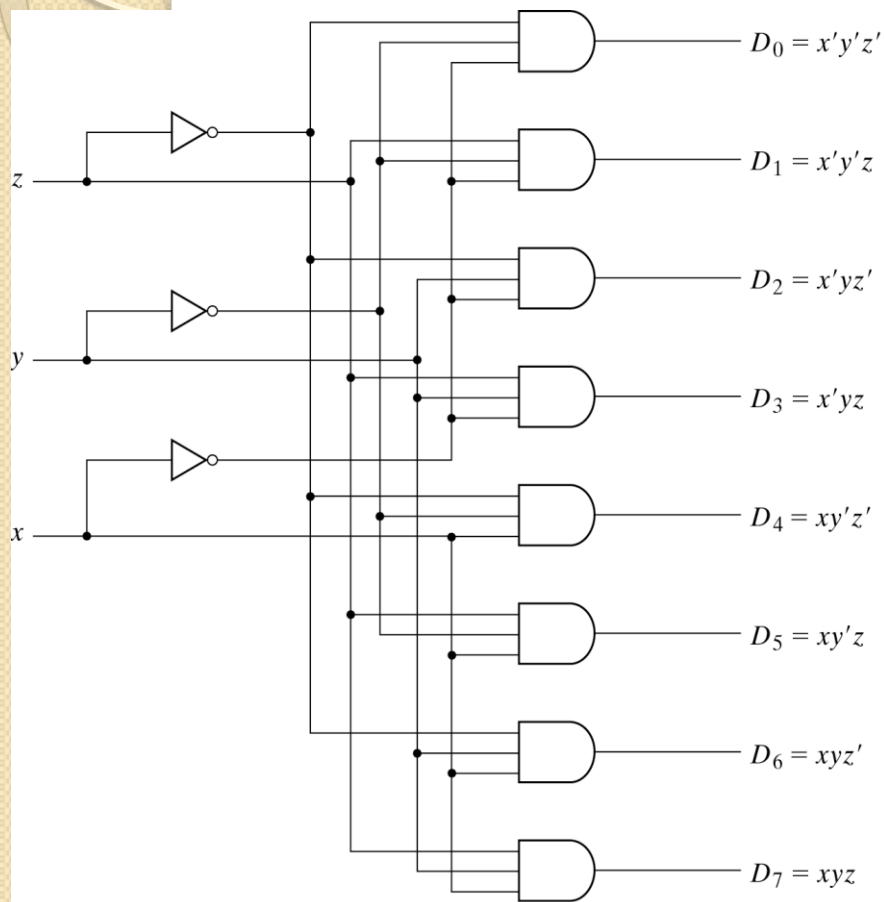 D₀ = x'y'z'
D₁ = x'y'z
z
D₂ = x'yz'
y
D₃ = x'yz
D₄ = xy'z'
x
D₅ = xy'z
D₆ = xyz'
D₇ = xyz